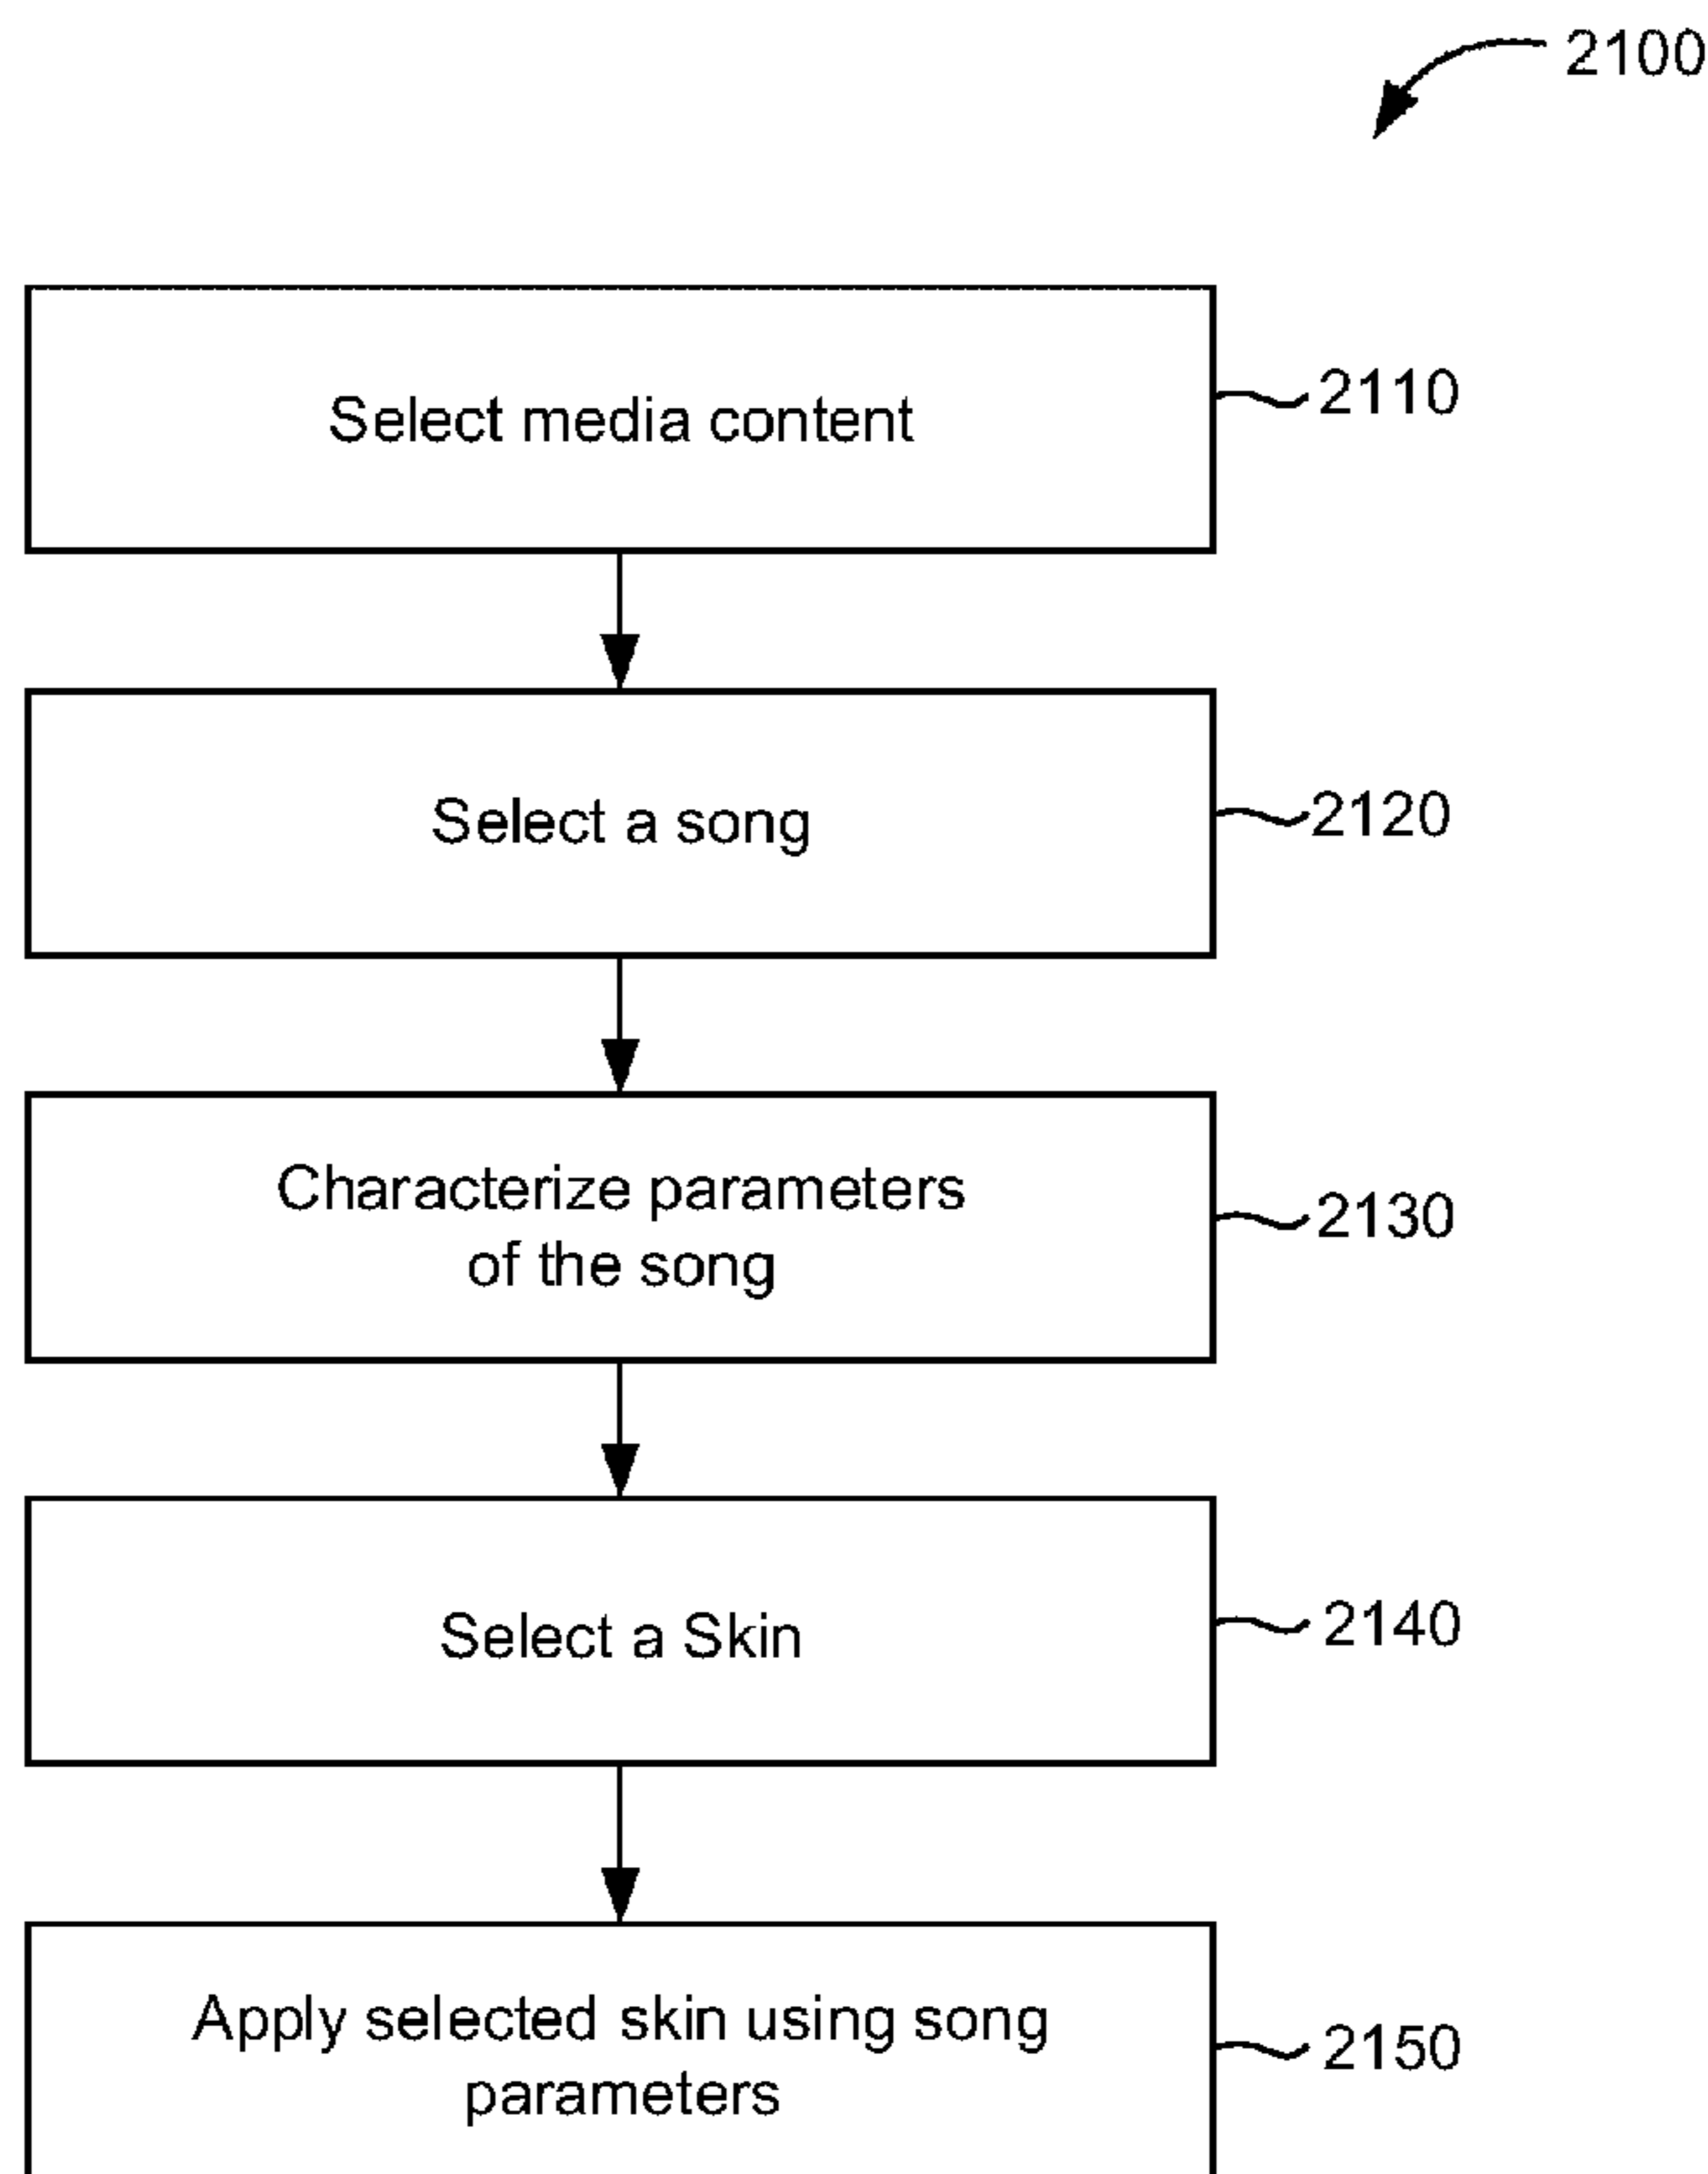 2100
Select media content
2110
Select a song
2120
Characterize parameters
of the song
2130
Select a Skin
2140
Apply selected skin using song
parameters
2150